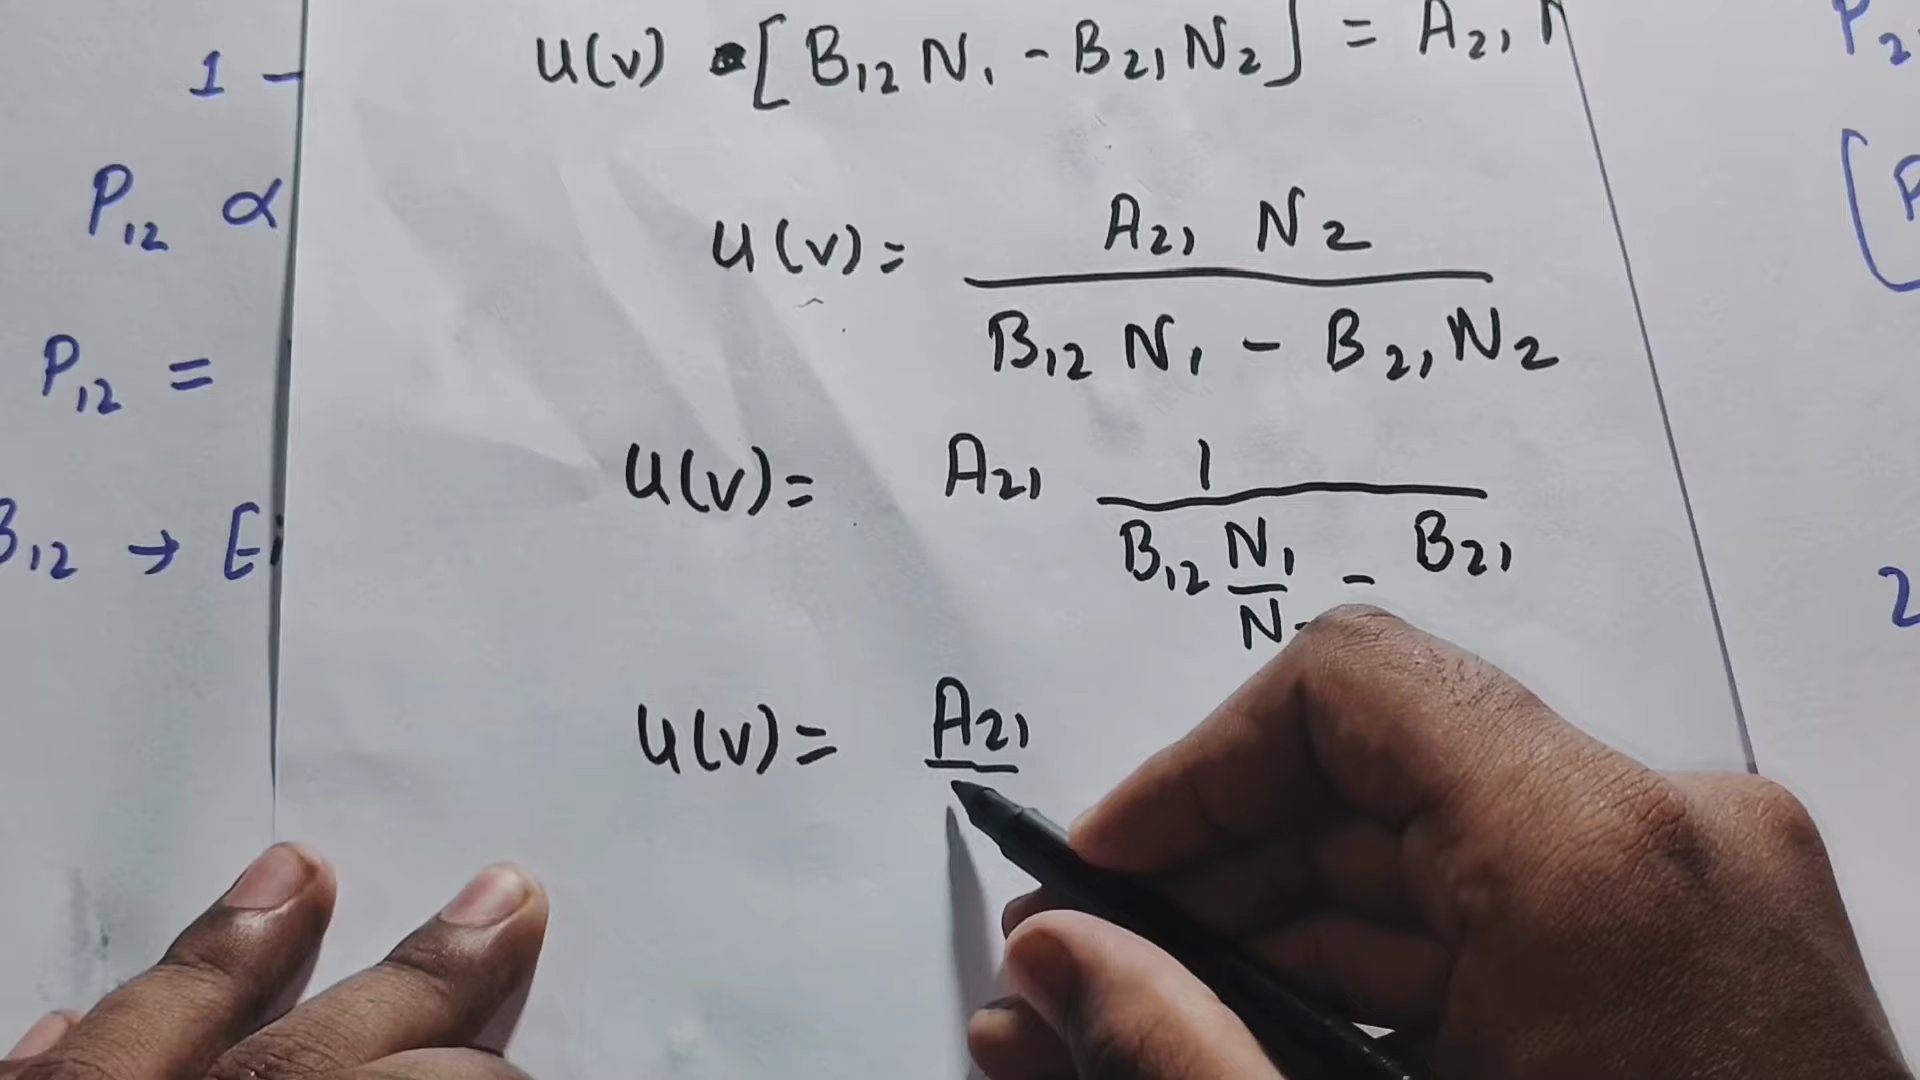 1 -
P₁₂ α
P₁₂ =
B₁₂ → Ei
u(v) [B₁₂ N₁ - B₂₁ N₂] = A₂₁
u(v) = A₂₁ N₂
B₁₂ N₁ - B₂₁ N₂
u(v) = A₂₁ 1
B₁₂ N₁ - B₂₁
N
u(v) = A₂₁
P₂
2